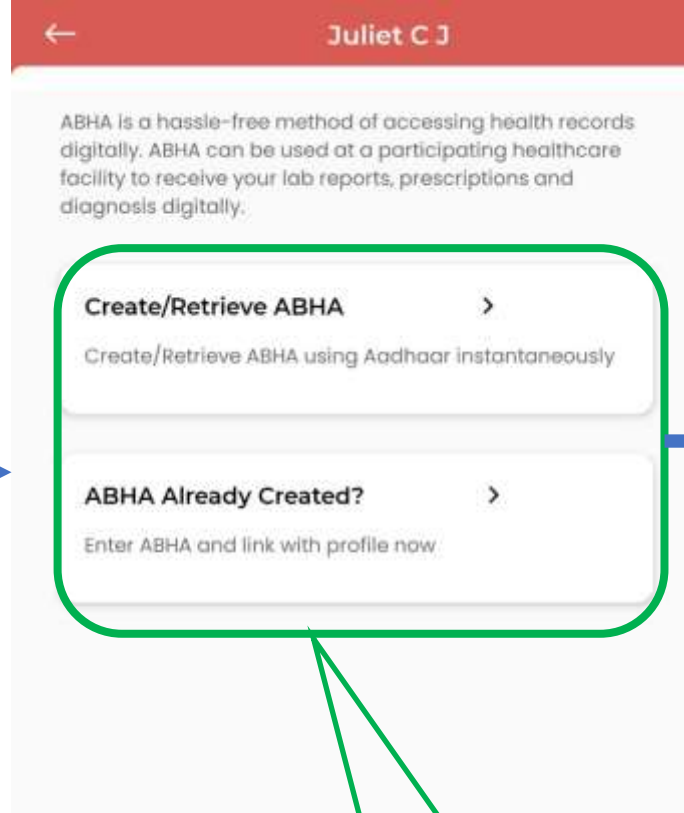 Juliet C J
ABHA is a hassle-free method of accessing health records
digitally. ABHA can be used at a participating healthcare
facility to receive your lab reports, prescriptions and
diagnosis digitally.
Create/Retrieve ABHA
Create/Retrieve ABHA using Aadhaar instantaneously
ABHA Already Created?
Enter ABHA and link with profile now